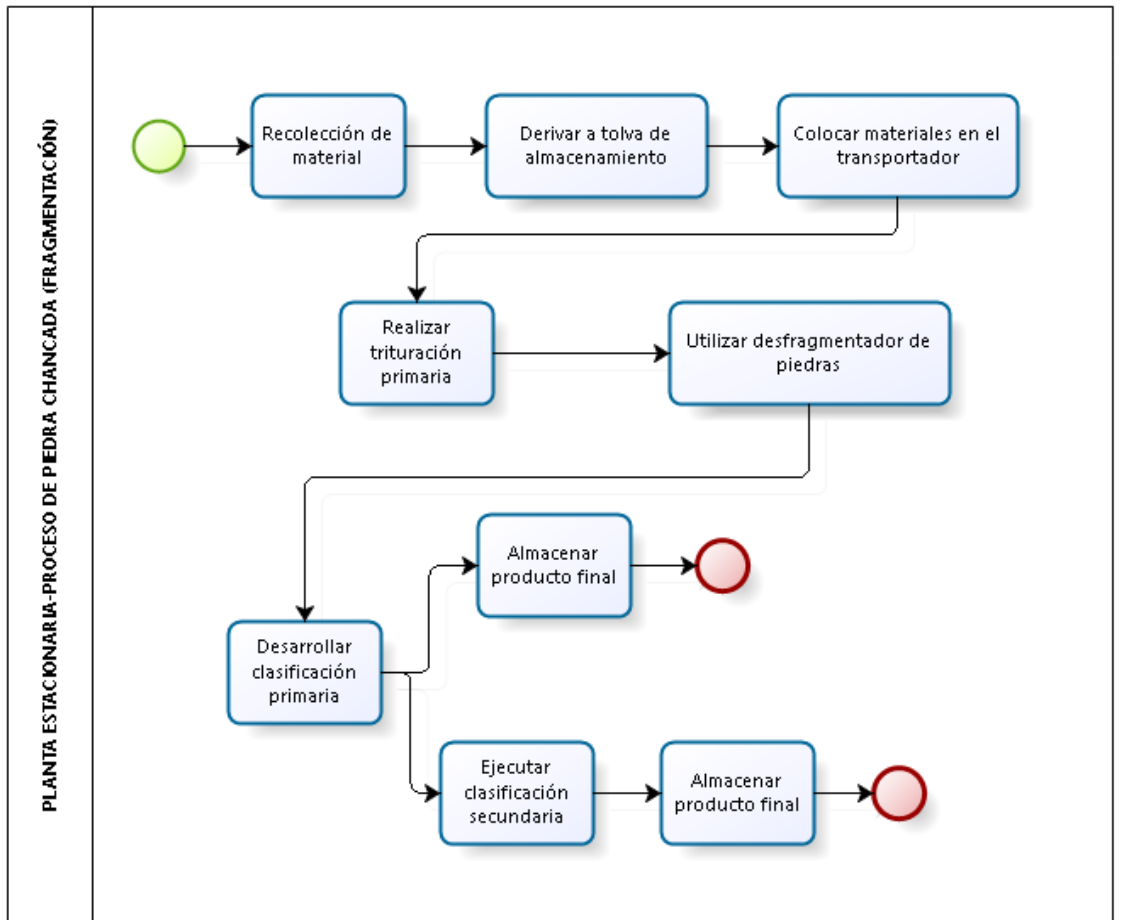 PLANTA ESTACIONARIA-PROCESO DE PIEDRA CHANCADA (FRAGMENTACIÓN)
Recolección de
material
Derivar a tolva de
almacenamiento
Colocar materiales en el
transportador
Realizar
trituración
primaria
Utilizar desfragmentador de
piedras
Almacenar
producto final
Desarrollar
clasificación
primaria
Ejecutar
clasificación
secundaria
Almacenar
producto final